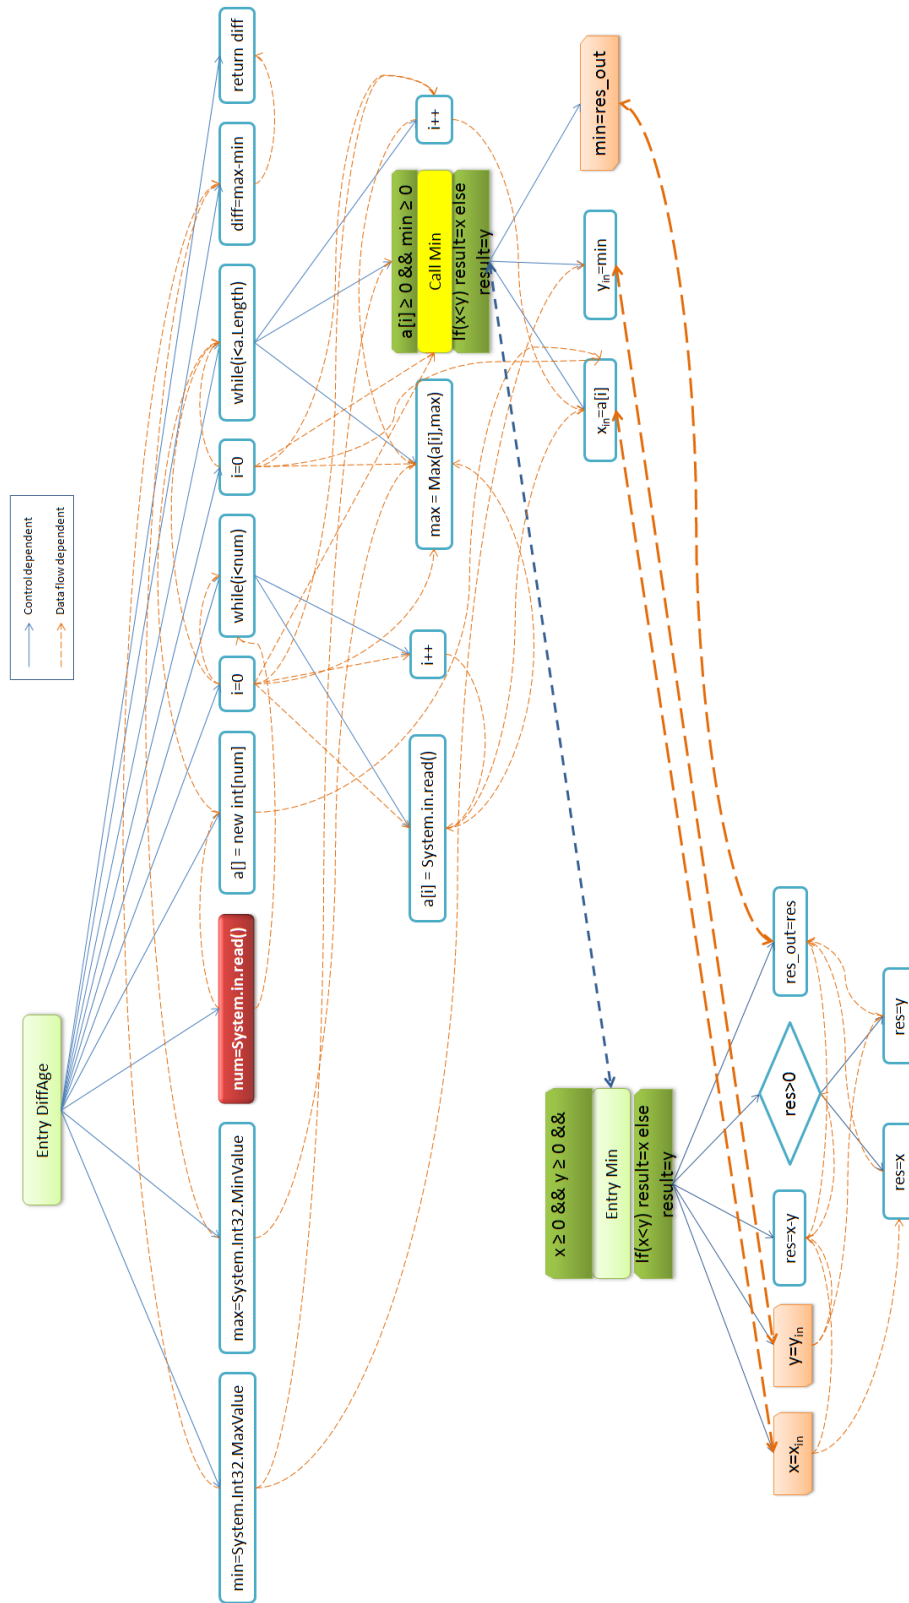 Control dependent
Data flow dependent
Entry DiffAge
min=System.Int32.MaxValue
max=System.Int32.MinValue
num=System.in.read()
a[] = new int[num]
i=0
while(i<num)
i=0
while(i<a.Length)
diff=max-min
return diff
a[i] = System.in.read()
i++
max = Max(a[i],max)
a[i] ≥ 0 && min ≥ 0
Call Min
If(x<y) result=x else
result=y
i++
xin=a[i]
yin=min
min=res_out
x ≥ 0 && y ≥ 0 &&
Entry Min
If(x<y) result=x else
result=y
x=xin
y=yin
res=x-y
res>0
res_out=res
res=x
res=y